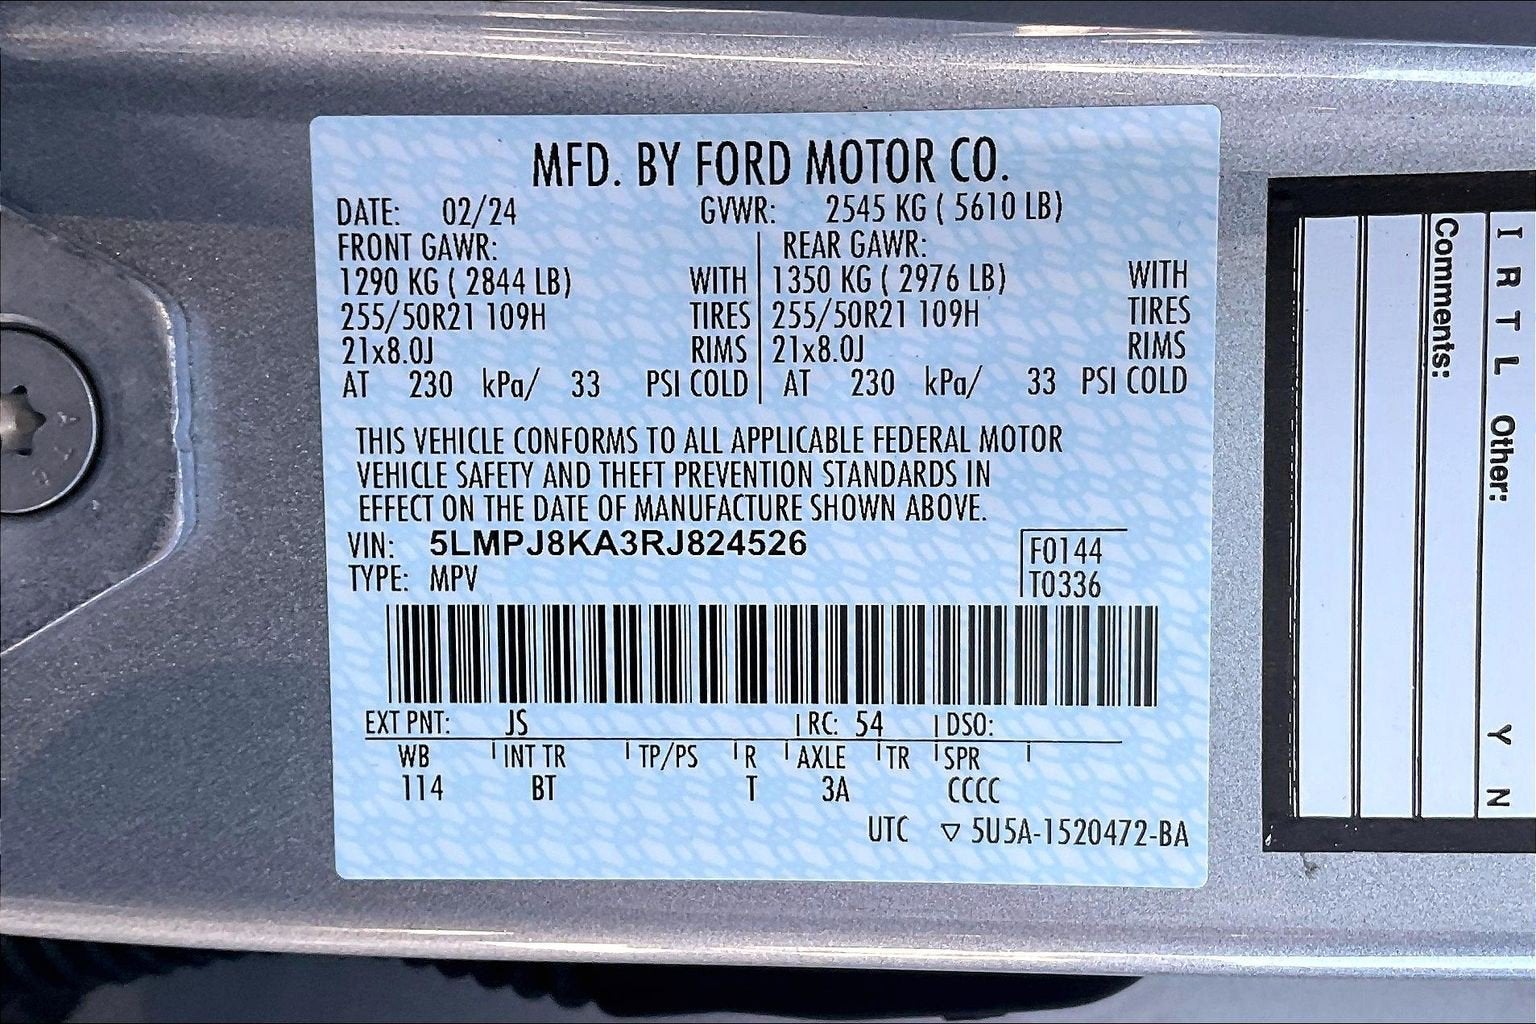 MFD. BY FORD MOTOR CO.
DATE: 02/24 GVWR: 2545 KG ( 5610 LB)
FRONT GAWR: REAR GAWR:
1290 KG ( 2844 LB) WITH 1350 KG ( 2976 LB) WITH
255/50R21 109H TIRES 255/50R21 109H TIRES
21x8.0J RIMS 21x8.0J RIMS
AT 230 kPa/ 33 PSI COLD AT 230 kPa/ 33 PSI COLD
THIS VEHICLE CONFORMS TO ALL APPLICABLE FEDERAL MOTOR
VEHICLE SAFETY AND THEFT PREVENTION STANDARDS IN
EFFECT ON THE DATE OF MANUFACTURE SHOWN ABOVE.
VIN: 5LMPJ8KA3RJ824526 F0144
TYPE: MPV T0336
EXT PNT: JS RC: 54 DSO:
WB INT TR TP/PS R AXLE TR SPR
114 BT T 3A CCCC
UTC ▽ 5U5A-1520472-BA
I R T L Other: Y N
Comments: